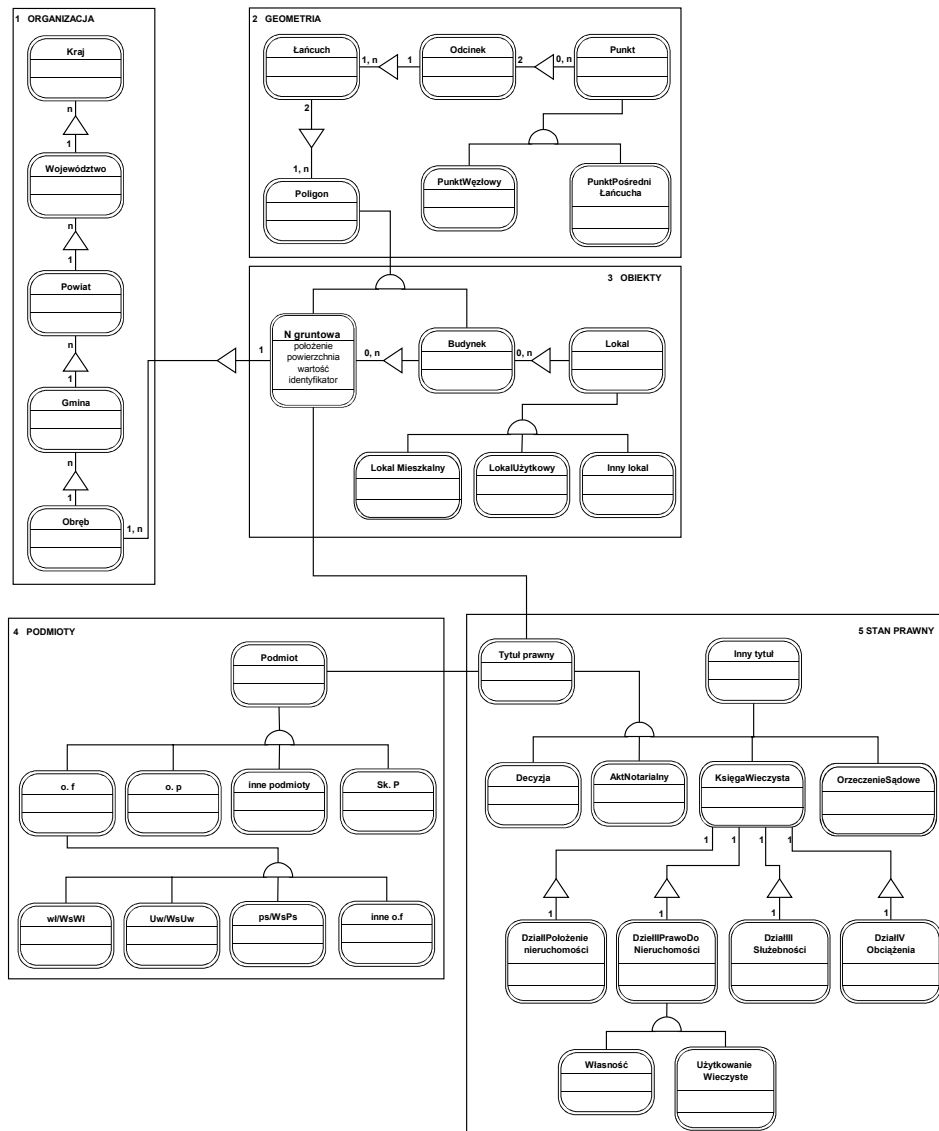 1 ORGANIZACJA
Kraj
n
1
Województwo
n
1
Powiat
n
1
Gmina
n
1
Obręb
1, n
2 GEOMETRIA
Łańcuch
1, n
1
Odcinek
2
0, n
Punkt
2
1, n
Poligon
PunktWęzłowy
PunktPośredni
Łańcucha
3 OBIEKTY
1
N gruntowa
położenie
powierzchnia
wartość
identyfikator
0, n
Budynek
0, n
Lokal
Lokal Mieszkalny
LokalUżytkowy
Inny lokal
4 PODMIOTY
Podmiot
o. f
o. p
inne podmioty
Sk. P
wł/WsWł
Uw/WsUw
ps/WsPs
inne o.f
5 STAN PRAWNY
Tytuł prawny
Inny tytuł
Decyzja
AktNotarialny
KsięgaWieczysta
OrzeczenieSądowe
1
1
1
1
1
1
1
1
DziałIPołożenie
nieruchomości
DziełIIPrawoDo
Nieruchomości
DziałIII
Służebności
DziałIV
Obciążenia
Własność
Użytkowanie
Wieczyste